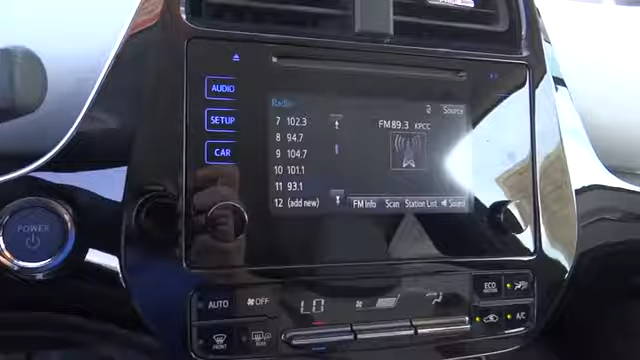 AUDIO
SETUP
CAR
Radio
7 102.3
8 94.7
9 104.7
10 101.1
11 93.1
12 (add new)
Source
FM 89.3 KPCC
FM Info Scan Station List Sound
POWER
AUTO OFF
LO
FRONT
REAR
ECO
A/C